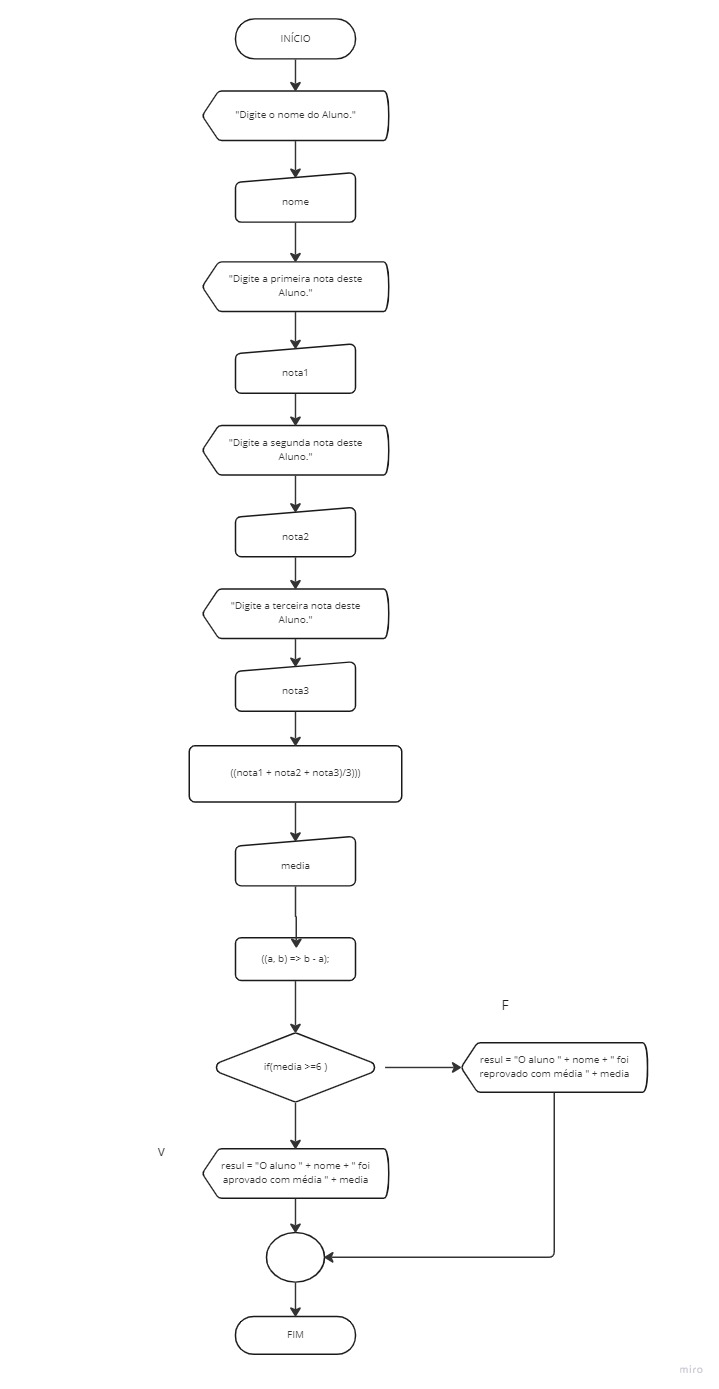 INÍCIO
"Digite o nome do Aluno."
nome
"Digite a primeira nota deste
Aluno."
nota1
"Digite a segunda nota deste
Aluno."
nota2
"Digite a terceira nota deste
Aluno."
nota3
((nota1 + nota2 + nota3)/3)))
media
((a, b) => b - a);
F
if(media >=6 )
resul = "O aluno " + nome + " foi
reprovado com média " + media
V
resul = "O aluno " + nome + " foi
aprovado com média " + media
FIM
miro